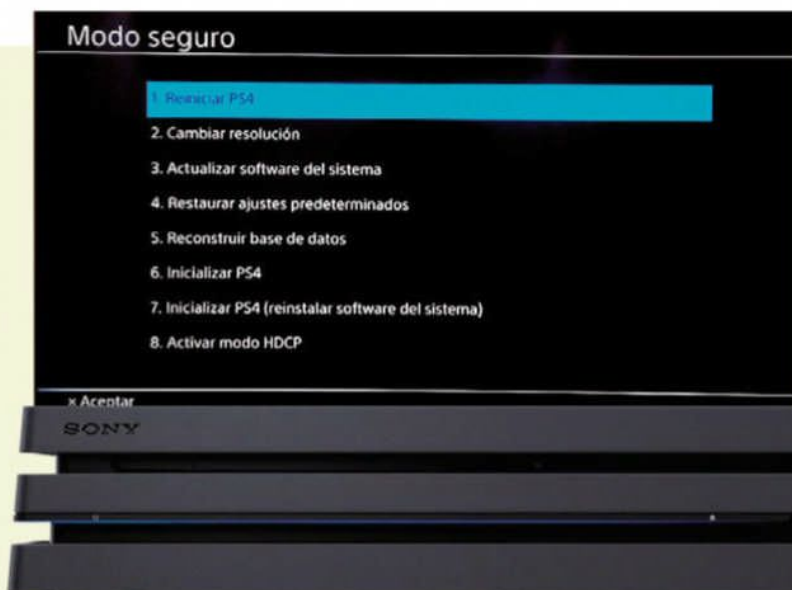 Modo seguro
1. Reiniciar PS4
2. Cambiar resolución
3. Actualizar software del sistema
4. Restaurar ajustes predeterminados
5. Reconstruir base de datos
6. Inicializar PS4
7. Inicializar PS4 (reinstalar software del sistema)
8. Activar modo HDCP
× Aceptar
SONY